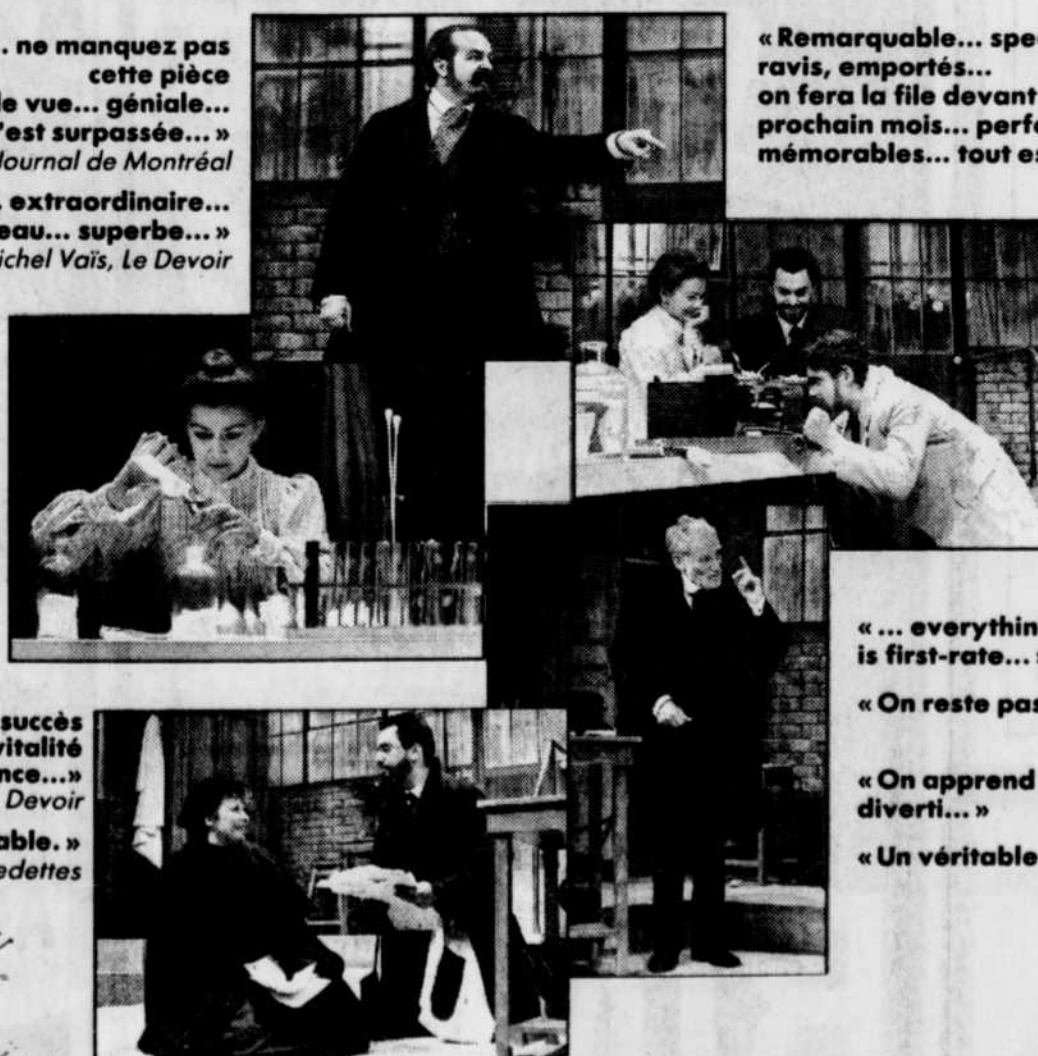 . ne manquez pas
cette pièce
le vue... géniale...
'est surpassée... »
Journal de Montréal
. extraordinaire...
eau... superbe... »
ichel Vaïs, Le Devoir
« Remarquable... spe
ravis, emportés...
on fera la file devant
prochain mois... perfo
mémorables... tout es
succès
vitalité
nce...»
Devoir
able. »
edettes
« ... everythin
is first-rate... »
« On reste pas
« On apprend
diverti... »
« Un véritable